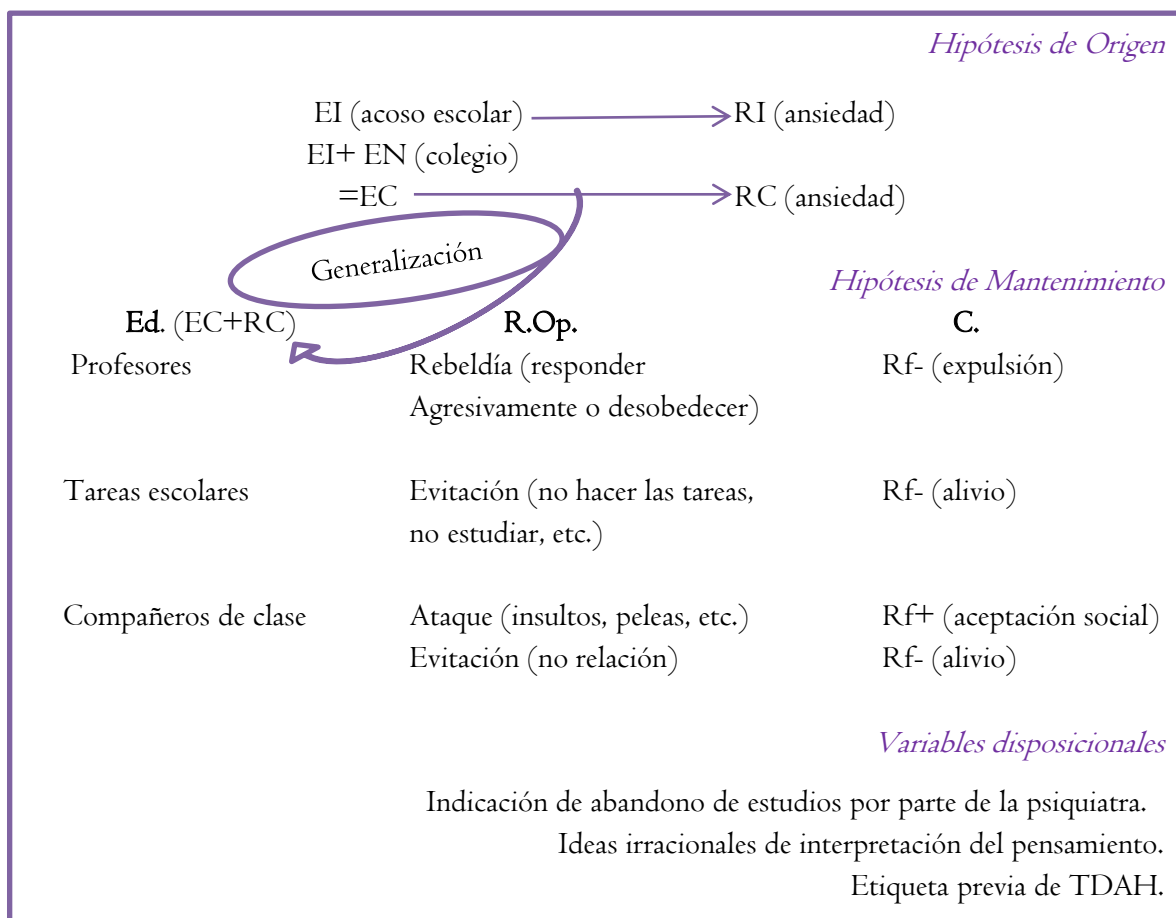 Hipótesis de Origen
EI (acoso escolar) RI (ansiedad)
EI+ EN (colegio)
=EC RC (ansiedad)
Generalización
Hipótesis de Mantenimiento
Ed. (EC+RC) R.Op. C.
Profesores Rebeldía (responder Rf- (expulsión)
Agresivamente o desobedecer)
Tareas escolares Evitación (no hacer las tareas, Rf- (alivio)
no estudiar, etc.)
Compañeros de clase Ataque (insultos, peleas, etc.) Rf+ (aceptación social)
Evitación (no relación) Rf- (alivio)
Variables disposicionales
Indicación de abandono de estudios por parte de la psiquiatra.
Ideas irracionales de interpretación del pensamiento.
Etiqueta previa de TDAH.